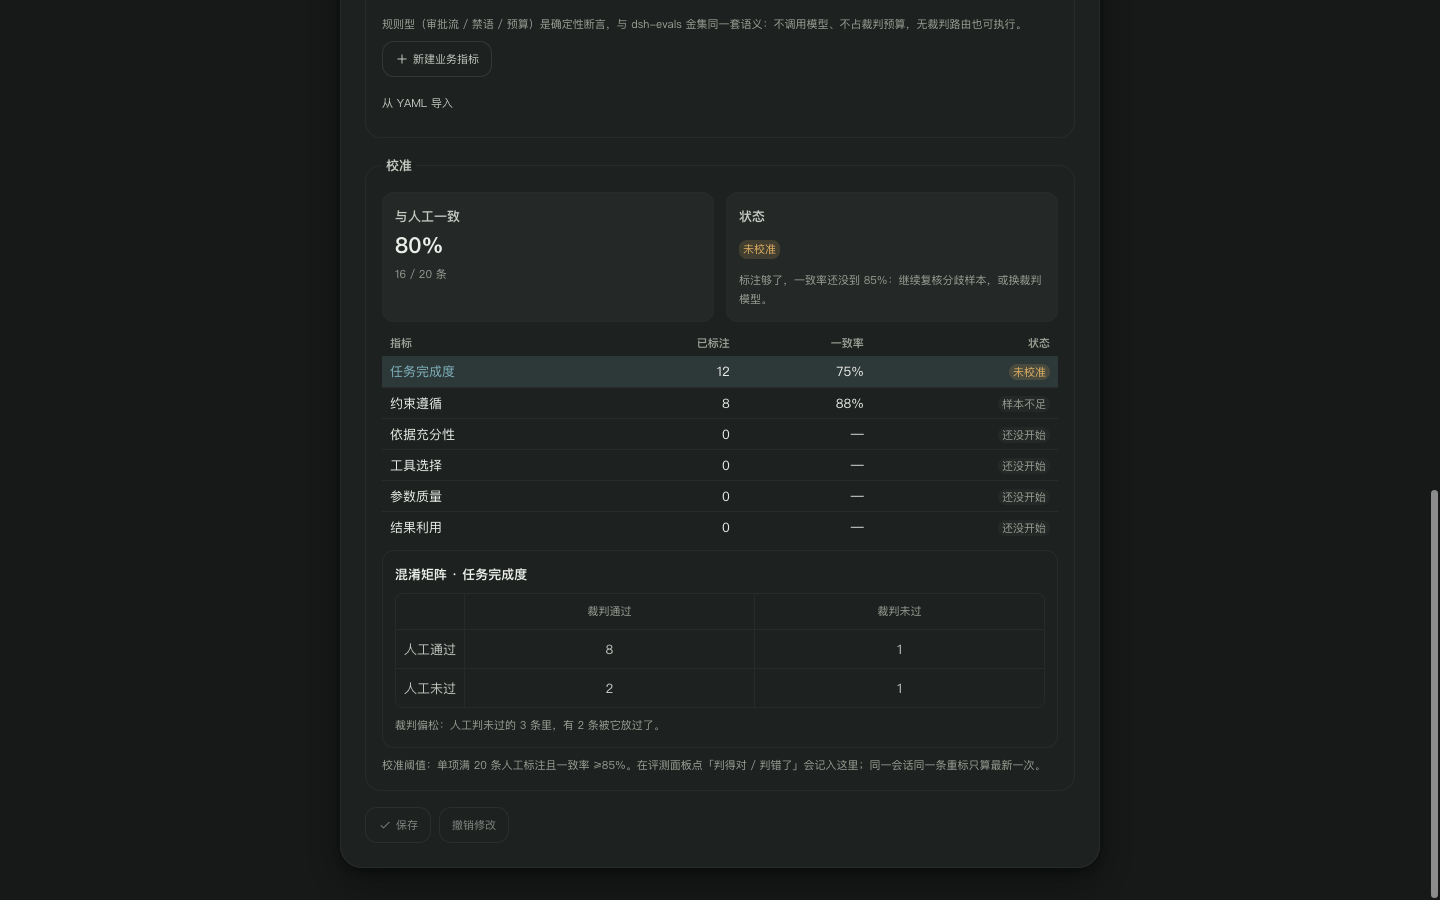 规则型（审批流 / 禁语 / 预算）是确定性断言，与 dsh-evals 金集同一套语义：不调用模型、不占裁判预算，无裁判路由也可执行。
新建业务指标
从 YAML 导入
校准
与人工一致
80%
16 / 20 条
状态
未校准
标注够了，一致率还没到 85%：继续复核分歧样本，或换裁判
模型。
指标 已标注 一致率 状态
任务完成度 12 75% 未校准
约束遵循 8 88% 样本不足
依据充分性 0 — 还没开始
工具选择 0 — 还没开始
参数质量 0 — 还没开始
结果利用 0 — 还没开始
混淆矩阵 · 任务完成度
裁判通过 裁判未过
人工通过 8 1
人工未过 2 1
裁判偏松：人工判未过的 3 条里，有 2 条被它放过了。
校准阈值：单项满 20 条人工标注且一致率 ≥85%。在评测面板点「判得对 / 判错了」会记入这里；同一会话同一条重标只算最新一次。
保存 撤销修改